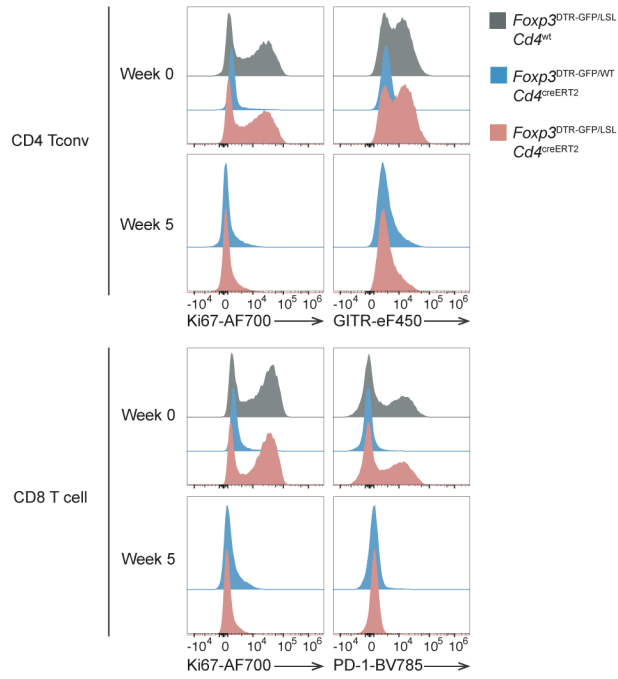 Foxp3DTR-GFP/LSL
Cd4wt
Week 0
Foxp3DTR-GFP/WT
Cd4creERT2
CD4 Tconv
Foxp3DTR-GFP/LSL
Cd4creERT2
Week 5
-10⁴ 0 10⁴ 10⁵ 10⁶ -10⁴ 0 10⁴ 10⁵ 10⁶
Ki67-AF700 GITR-eF450
Week 0
CD8 T cell
Week 5
-10⁴ 0 10⁴ 10⁵ 10⁶ -10⁴ 0 10⁴ 10⁵ 10⁶
Ki67-AF700 PD-1-BV785